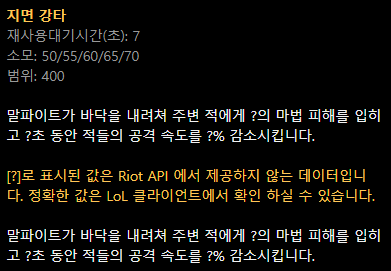 지면 강타
재사용대기시간(초): 7
소모: 50/55/60/65/70
범위: 400
말파이트가 바닥을 내려쳐 주변 적에게 ?의 마법 피해를 입히
고 ?초 동안 적들의 공격 속도를 ?% 감소시킵니다.
[?]로 표시된 값은 Riot API 에서 제공하지 않는 데이터입니
다. 정확한 값은 LoL 클라이언트에서 확인 하실 수 있습니다.
말파이트가 바닥을 내려쳐 주변 적에게 ?의 마법 피해를 입히
고 ?초 동안 적들의 공격 속도를 ?% 감소시킵니다.